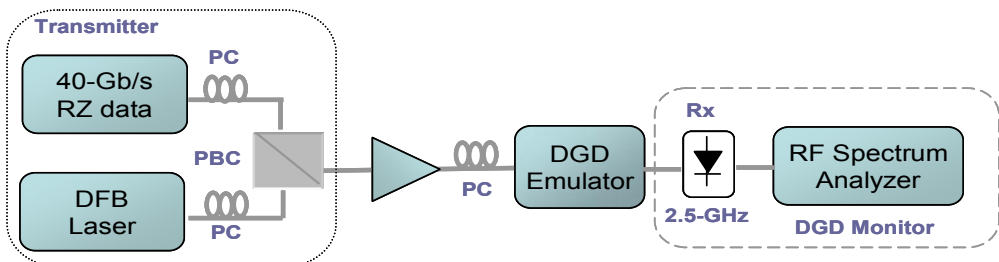 Transmitter
40-Gb/s
RZ data
PC
PBC
DFB
Laser
PC
PC
DGD
Emulator
Rx
2.5-GHz
RF Spectrum
Analyzer
DGD Monitor